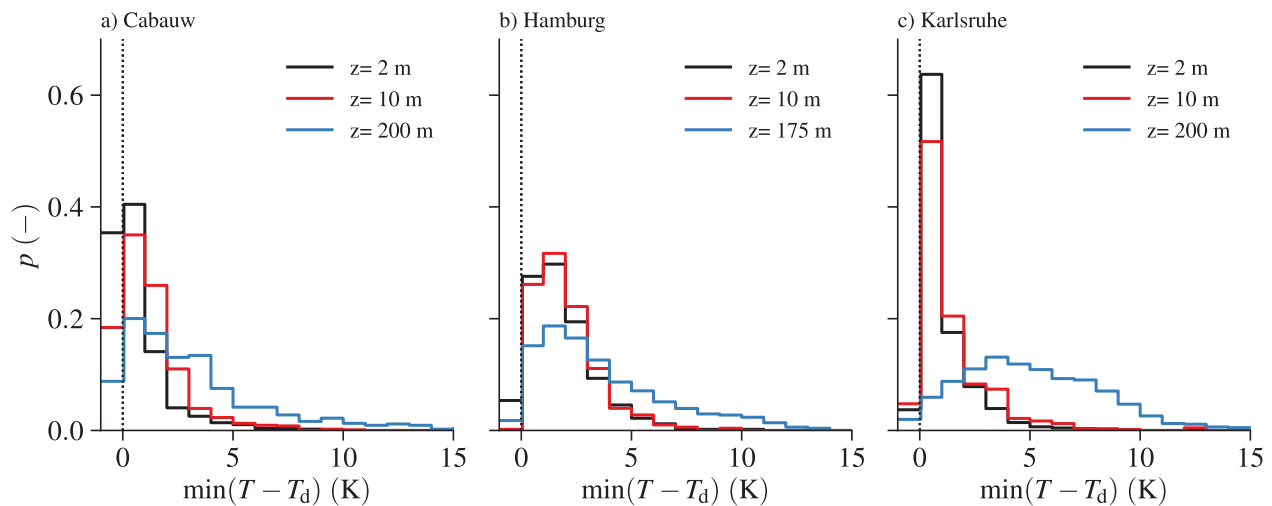 a) Cabauw
z= 2 m
z= 10 m
z= 200 m
0.6
0.4
0.2
0.0
p (−)
0 5 10 15
min(T − Td) (K)
b) Hamburg
z= 2 m
z= 10 m
z= 175 m
0 5 10 15
min(T − Td) (K)
c) Karlsruhe
z= 2 m
z= 10 m
z= 200 m
0 5 10 15
min(T − Td) (K)